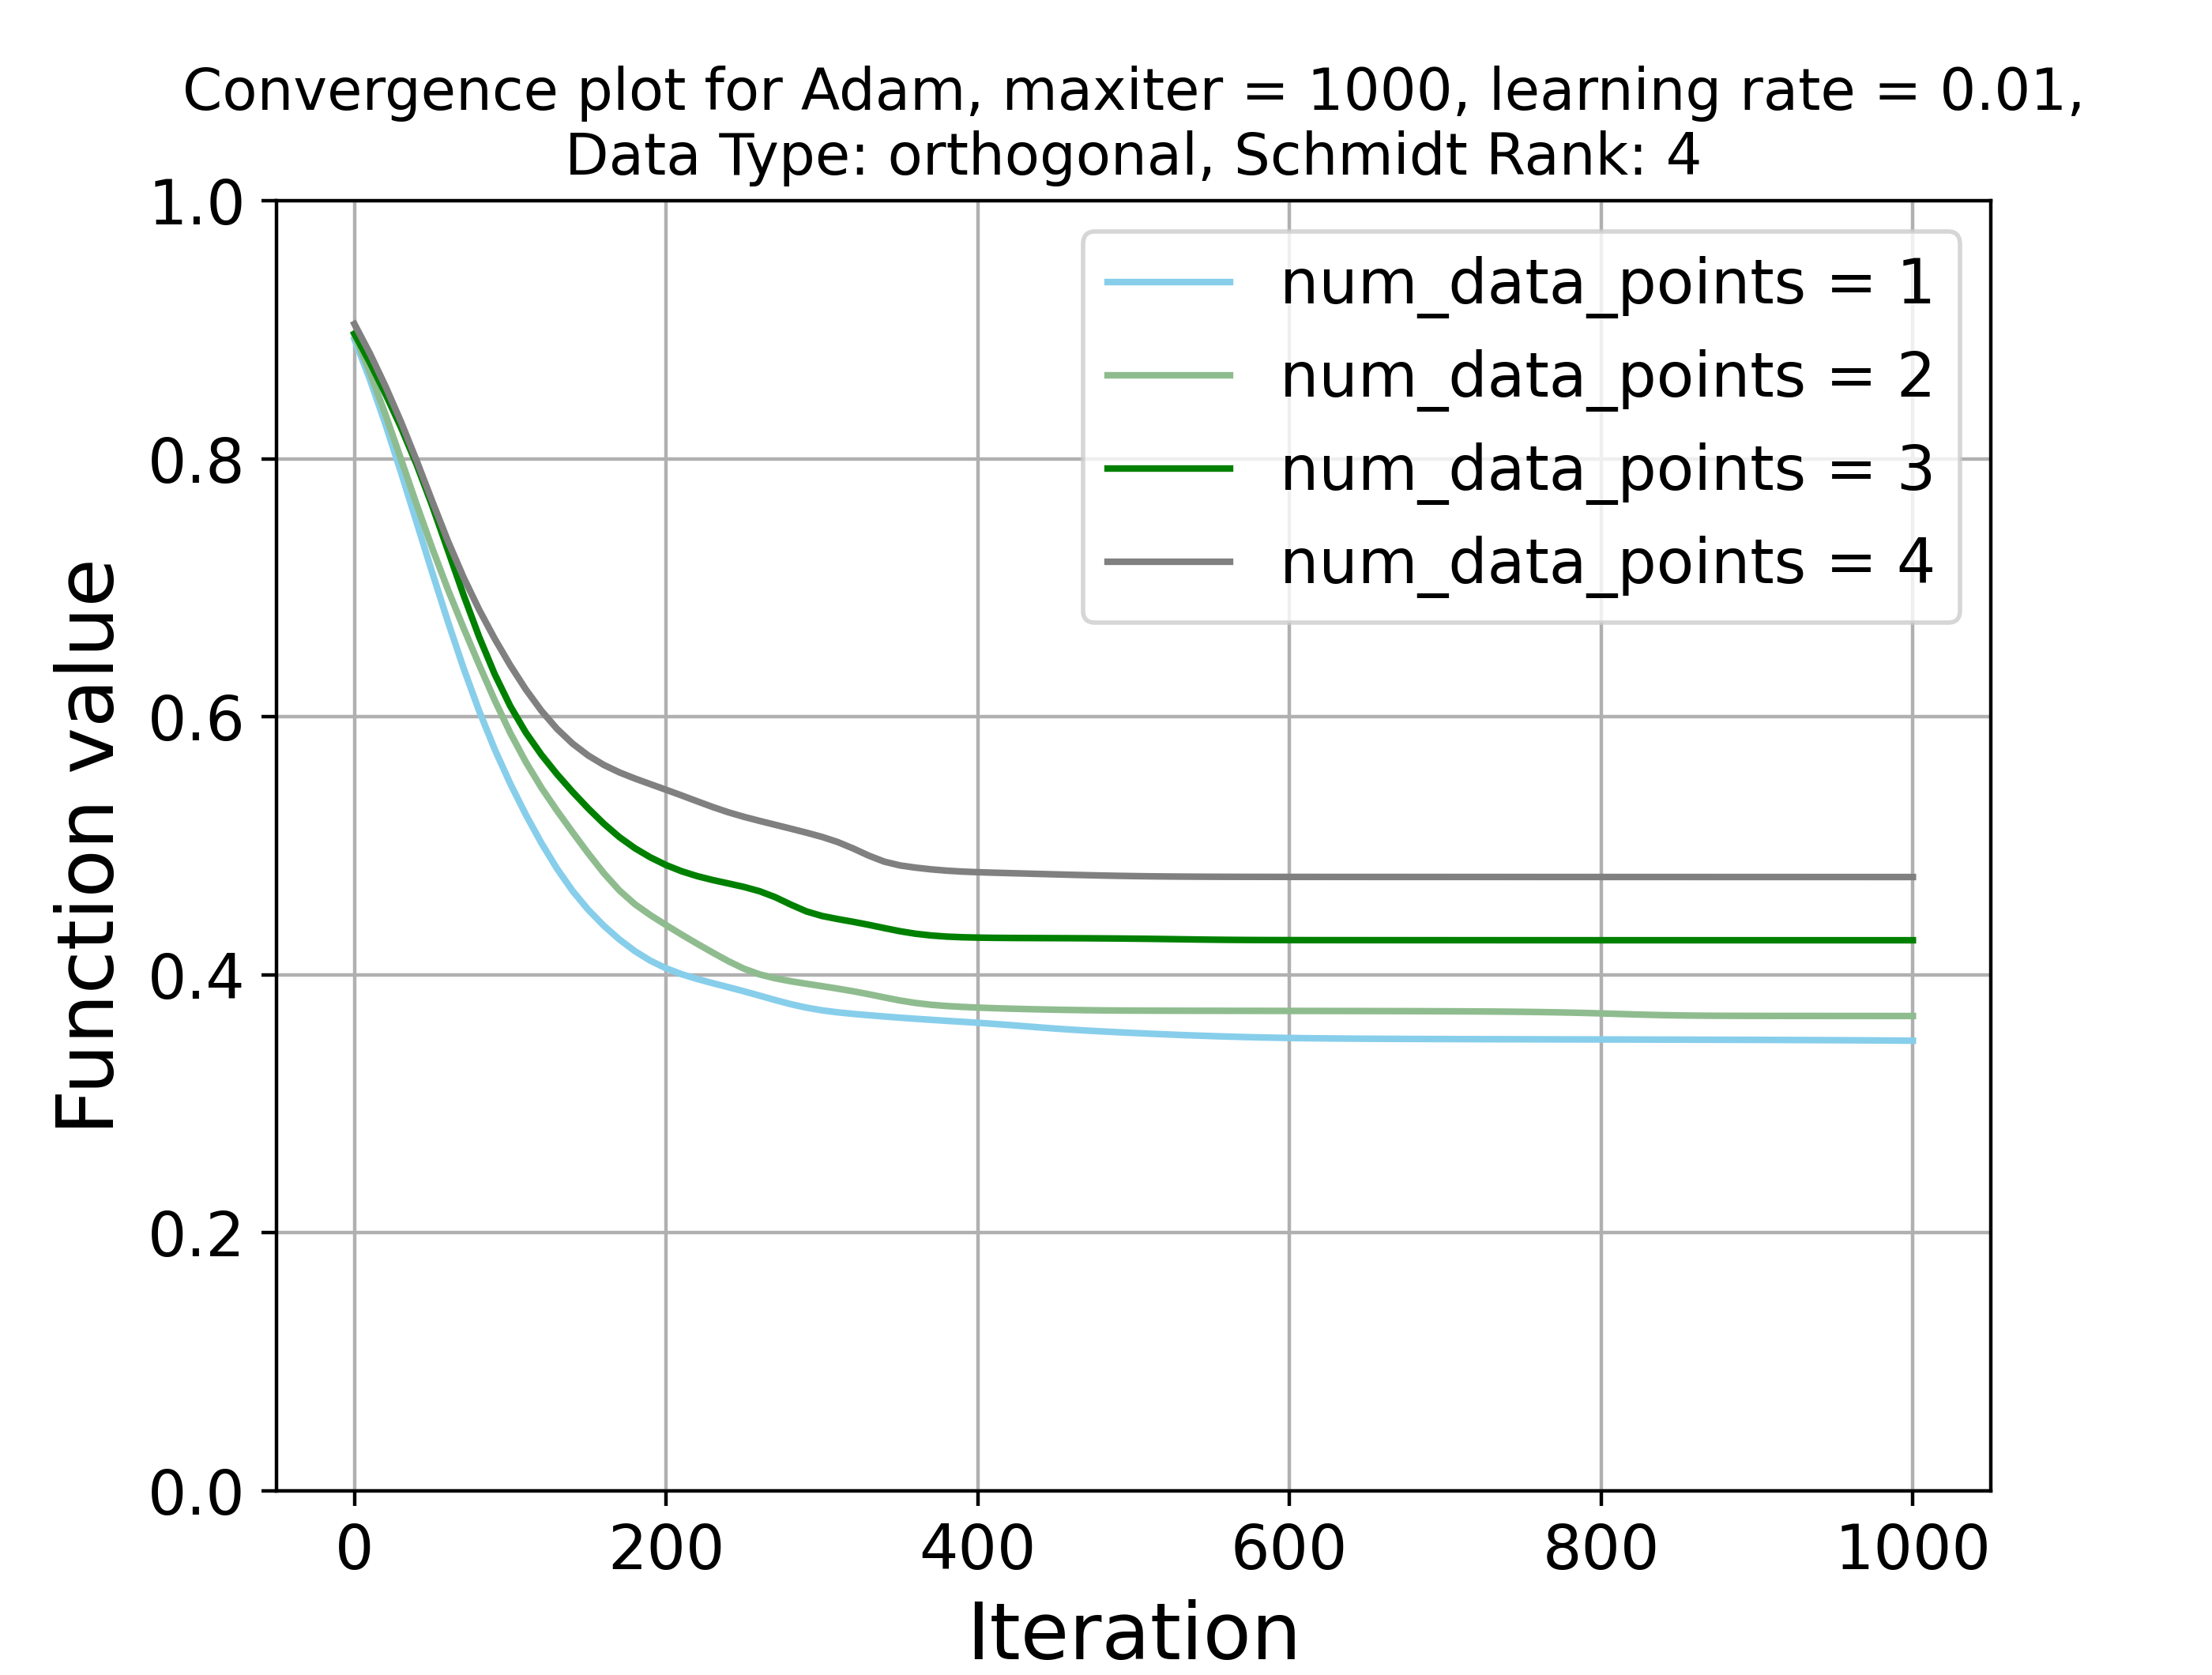 Convergence plot for Adam, maxiter = 1000, learning rate = 0.01,
Data Type: orthogonal, Schmidt Rank: 4
1.0
0.8
0.6
0.4
0.2
0.0
Function value
num_data_points = 1
num_data_points = 2
num_data_points = 3
num_data_points = 4
0 200 400 600 800 1000
Iteration